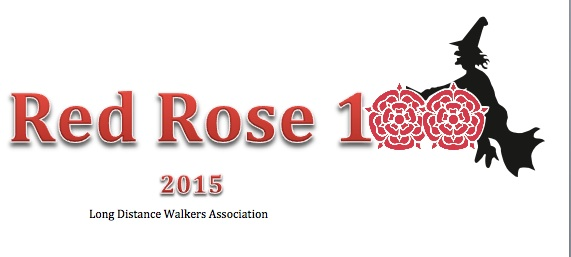 Red Rose 100
2015
Long Distance Walkers Association